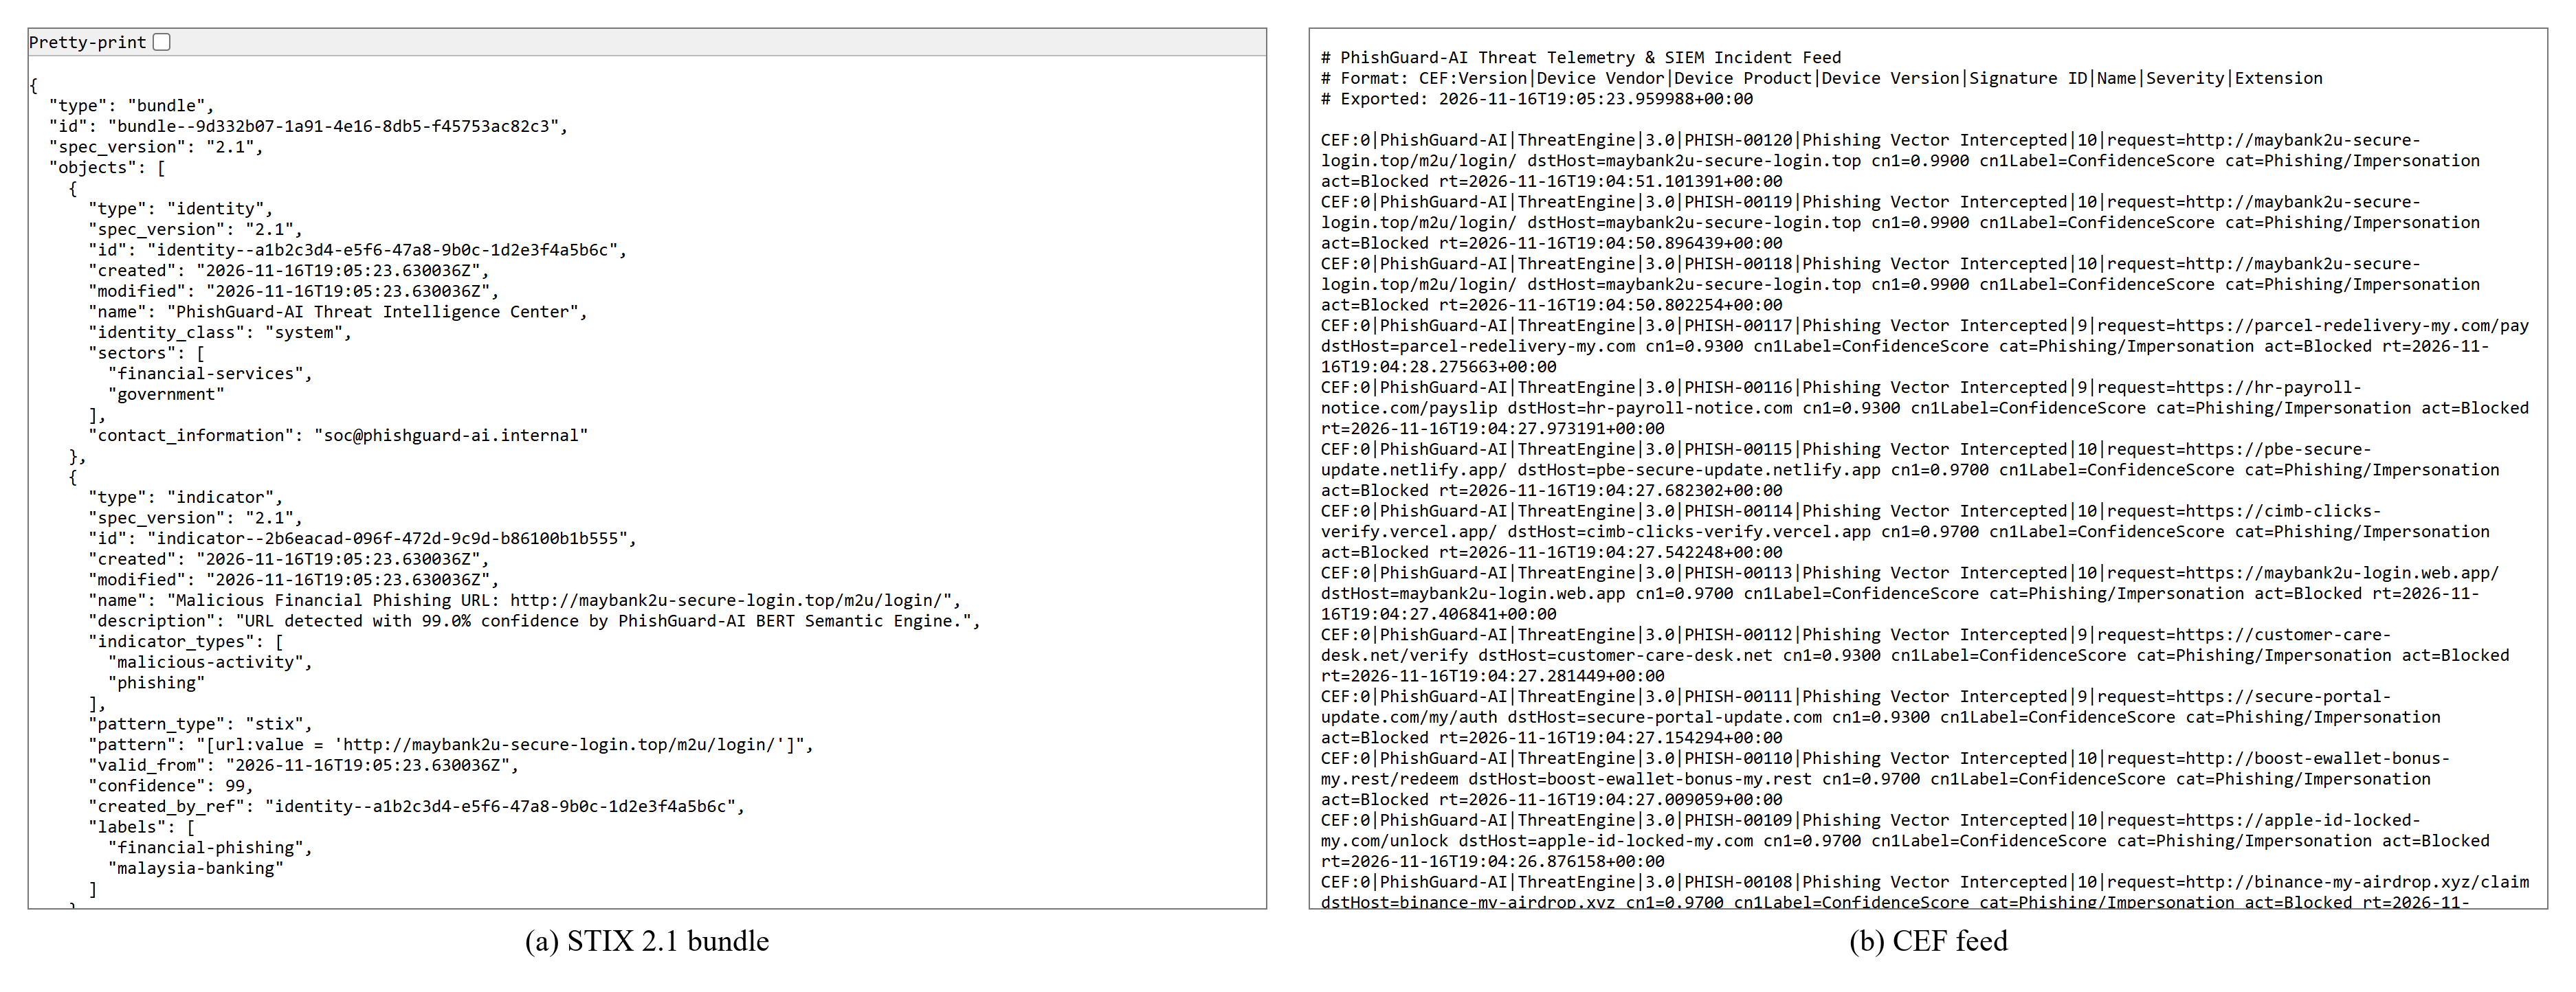 Pretty-print
{
  "type": "bundle",
  "id": "bundle--9d332b07-1a91-4e16-8db5-f45753ac82c3",
  "spec_version": "2.1",
  "objects": [
    {
      "type": "identity",
      "spec_version": "2.1",
      "id": "identity--a1b2c3d4-e5f6-47a8-9b0c-1d2e3f4a5b6c",
      "created": "2026-11-16T19:05:23.630036Z",
      "modified": "2026-11-16T19:05:23.630036Z",
      "name": "PhishGuard-AI Threat Intelligence Center",
      "identity_class": "system",
      "sectors": [
        "financial-services",
        "government"
      ],
      "contact_information": "soc@phishguard-ai.internal"
    },
    {
      "type": "indicator",
      "spec_version": "2.1",
      "id": "indicator--2b6eacad-096f-472d-9c9d-b86100b1b555",
      "created": "2026-11-16T19:05:23.630036Z",
      "modified": "2026-11-16T19:05:23.630036Z",
      "name": "Malicious Financial Phishing URL: http://maybank2u-secure-login.top/m2u/login/",
      "description": "URL detected with 99.0% confidence by PhishGuard-AI BERT Semantic Engine.",
      "indicator_types": [
        "malicious-activity",
        "phishing"
      ],
      "pattern_type": "stix",
      "pattern": "[url:value = 'http://maybank2u-secure-login.top/m2u/login/']",
      "valid_from": "2026-11-16T19:05:23.630036Z",
      "confidence": 99,
      "created_by_ref": "identity--a1b2c3d4-e5f6-47a8-9b0c-1d2e3f4a5b6c",
      "labels": [
        "financial-phishing",
        "malaysia-banking"
      ]
    }
(a) STIX 2.1 bundle
# PhishGuard-AI Threat Telemetry & SIEM Incident Feed
# Format: CEF:Version|Device Vendor|Device Product|Device Version|Signature ID|Name|Severity|Extension
# Exported: 2026-11-16T19:05:23.959988+00:00
CEF:0|PhishGuard-AI|ThreatEngine|3.0|PHISH-00120|Phishing Vector Intercepted|10|request=http://maybank2u-secure-
login.top/m2u/login/ dstHost=maybank2u-secure-login.top cn1=0.9900 cn1Label=ConfidenceScore cat=Phishing/Impersonation
act=Blocked rt=2026-11-16T19:04:51.101391+00:00
CEF:0|PhishGuard-AI|ThreatEngine|3.0|PHISH-00119|Phishing Vector Intercepted|10|request=http://maybank2u-secure-
login.top/m2u/login/ dstHost=maybank2u-secure-login.top cn1=0.9900 cn1Label=ConfidenceScore cat=Phishing/Impersonation
act=Blocked rt=2026-11-16T19:04:50.896439+00:00
CEF:0|PhishGuard-AI|ThreatEngine|3.0|PHISH-00118|Phishing Vector Intercepted|10|request=http://maybank2u-secure-
login.top/m2u/login/ dstHost=maybank2u-secure-login.top cn1=0.9900 cn1Label=ConfidenceScore cat=Phishing/Impersonation
act=Blocked rt=2026-11-16T19:04:50.802254+00:00
CEF:0|PhishGuard-AI|ThreatEngine|3.0|PHISH-00117|Phishing Vector Intercepted|9|request=https://parcel-redelivery-my.com/pay
dstHost=parcel-redelivery-my.com cn1=0.9300 cn1Label=ConfidenceScore cat=Phishing/Impersonation act=Blocked rt=2026-11-
16T19:04:28.275663+00:00
CEF:0|PhishGuard-AI|ThreatEngine|3.0|PHISH-00116|Phishing Vector Intercepted|9|request=https://hr-payroll-
notice.com/payslip dstHost=hr-payroll-notice.com cn1=0.9300 cn1Label=ConfidenceScore cat=Phishing/Impersonation act=Blocked
rt=2026-11-16T19:04:27.973191+00:00
CEF:0|PhishGuard-AI|ThreatEngine|3.0|PHISH-00115|Phishing Vector Intercepted|10|request=https://pbe-secure-
update.netlify.app/ dstHost=pbe-secure-update.netlify.app cn1=0.9700 cn1Label=ConfidenceScore cat=Phishing/Impersonation
act=Blocked rt=2026-11-16T19:04:27.682302+00:00
CEF:0|PhishGuard-AI|ThreatEngine|3.0|PHISH-00114|Phishing Vector Intercepted|10|request=https://cimb-clicks-
verify.vercel.app/ dstHost=cimb-clicks-verify.vercel.app cn1=0.9700 cn1Label=ConfidenceScore cat=Phishing/Impersonation
act=Blocked rt=2026-11-16T19:04:27.542248+00:00
CEF:0|PhishGuard-AI|ThreatEngine|3.0|PHISH-00113|Phishing Vector Intercepted|10|request=https://maybank2u-login.web.app/
dstHost=maybank2u-login.web.app cn1=0.9700 cn1Label=ConfidenceScore cat=Phishing/Impersonation act=Blocked rt=2026-11-
16T19:04:27.406841+00:00
CEF:0|PhishGuard-AI|ThreatEngine|3.0|PHISH-00112|Phishing Vector Intercepted|9|request=https://customer-care-
desk.net/verify dstHost=customer-care-desk.net cn1=0.9300 cn1Label=ConfidenceScore cat=Phishing/Impersonation act=Blocked
rt=2026-11-16T19:04:27.281449+00:00
CEF:0|PhishGuard-AI|ThreatEngine|3.0|PHISH-00111|Phishing Vector Intercepted|9|request=https://secure-portal-
update.com/my/auth dstHost=secure-portal-update.com cn1=0.9300 cn1Label=ConfidenceScore cat=Phishing/Impersonation
act=Blocked rt=2026-11-16T19:04:27.154294+00:00
CEF:0|PhishGuard-AI|ThreatEngine|3.0|PHISH-00110|Phishing Vector Intercepted|10|request=http://boost-ewallet-bonus-
my.rest/redeem dstHost=boost-ewallet-bonus-my.rest cn1=0.9700 cn1Label=ConfidenceScore cat=Phishing/Impersonation
act=Blocked rt=2026-11-16T19:04:27.009059+00:00
CEF:0|PhishGuard-AI|ThreatEngine|3.0|PHISH-00109|Phishing Vector Intercepted|10|request=https://apple-id-locked-
my.com/unlock dstHost=apple-id-locked-my.com cn1=0.9700 cn1Label=ConfidenceScore cat=Phishing/Impersonation act=Blocked
rt=2026-11-16T19:04:26.876158+00:00
CEF:0|PhishGuard-AI|ThreatEngine|3.0|PHISH-00108|Phishing Vector Intercepted|10|request=http://binance-my-airdrop.xyz/claim
dstHost=binance-my-airdrop.xyz cn1=0.9700 cn1Label=ConfidenceScore cat=Phishing/Impersonation act=Blocked rt=2026-11-
(b) CEF feed